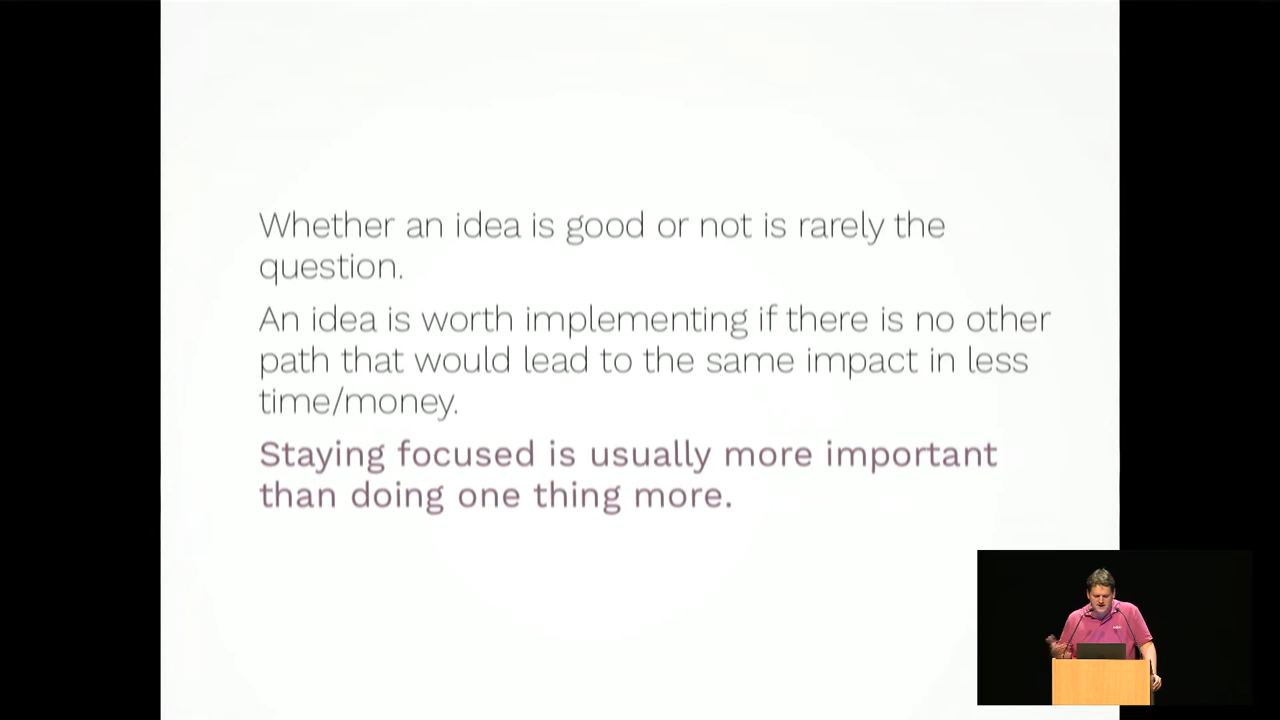 Whether an idea is good or not is rarely the
question.
An idea is worth implementing if there is no other
path that would lead to the same impact in less
time/money.
Staying focused is usually more important
than doing one thing more.